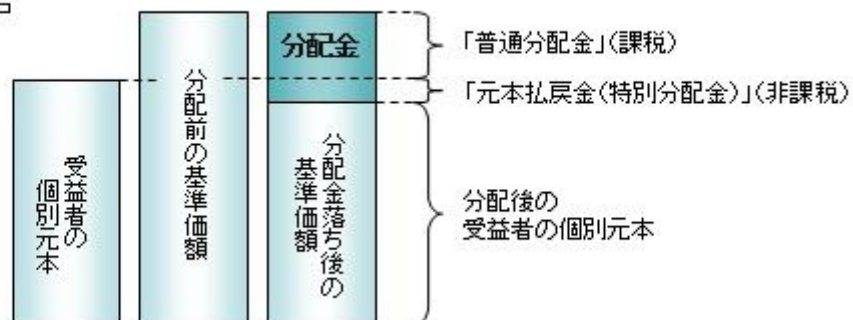 受益者の
個別元本
分配前の基準価額
分配金
分配金落ち後の
基準価額
「普通分配金」(課税)
「元本払戻金(特別分配金)」(非課税)
分配後の
受益者の個別元本